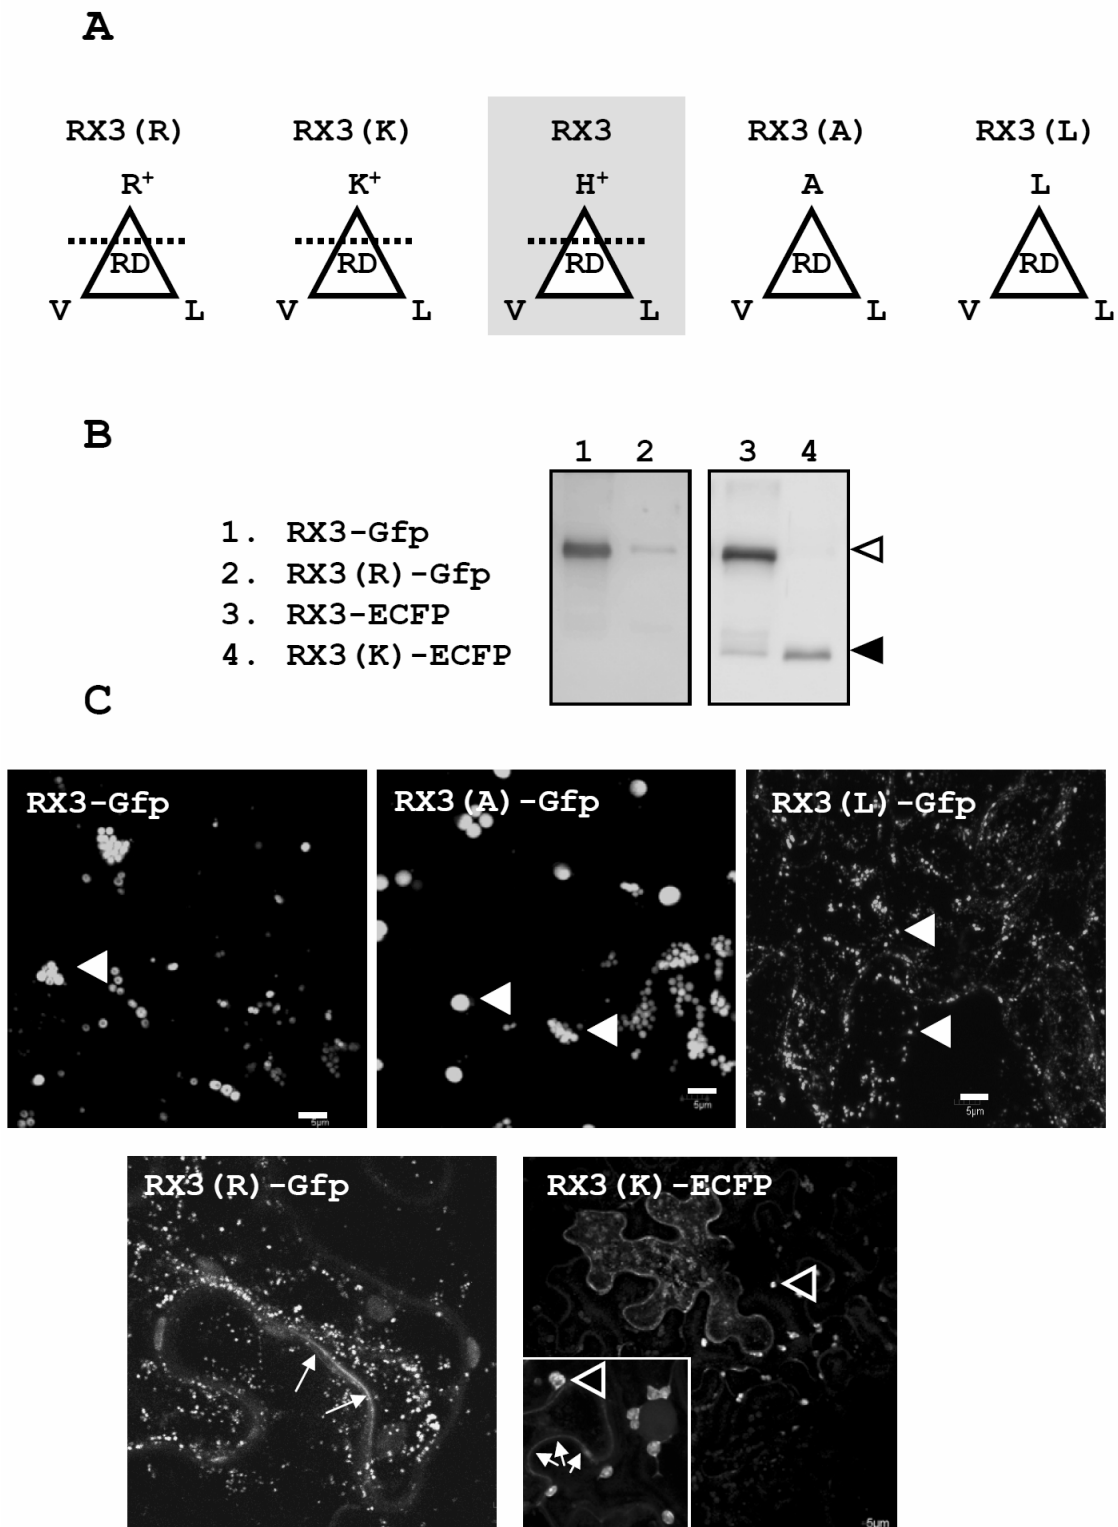 A
RX3(R) RX3(K) RX3 RX3(A) RX3(L)
R+ K+ H+ A L
RD RD RD RD RD
V L V L V L V L V L
B
1 2 3 4
1. RX3-Gfp
2. RX3(R)-Gfp
3. RX3-ECFP
4. RX3(K)-ECFP
C
RX3-Gfp RX3(A)-Gfp RX3(L)-Gfp
5µm 5µm 5µm
RX3(R)-Gfp RX3(K)-ECFP
5µm